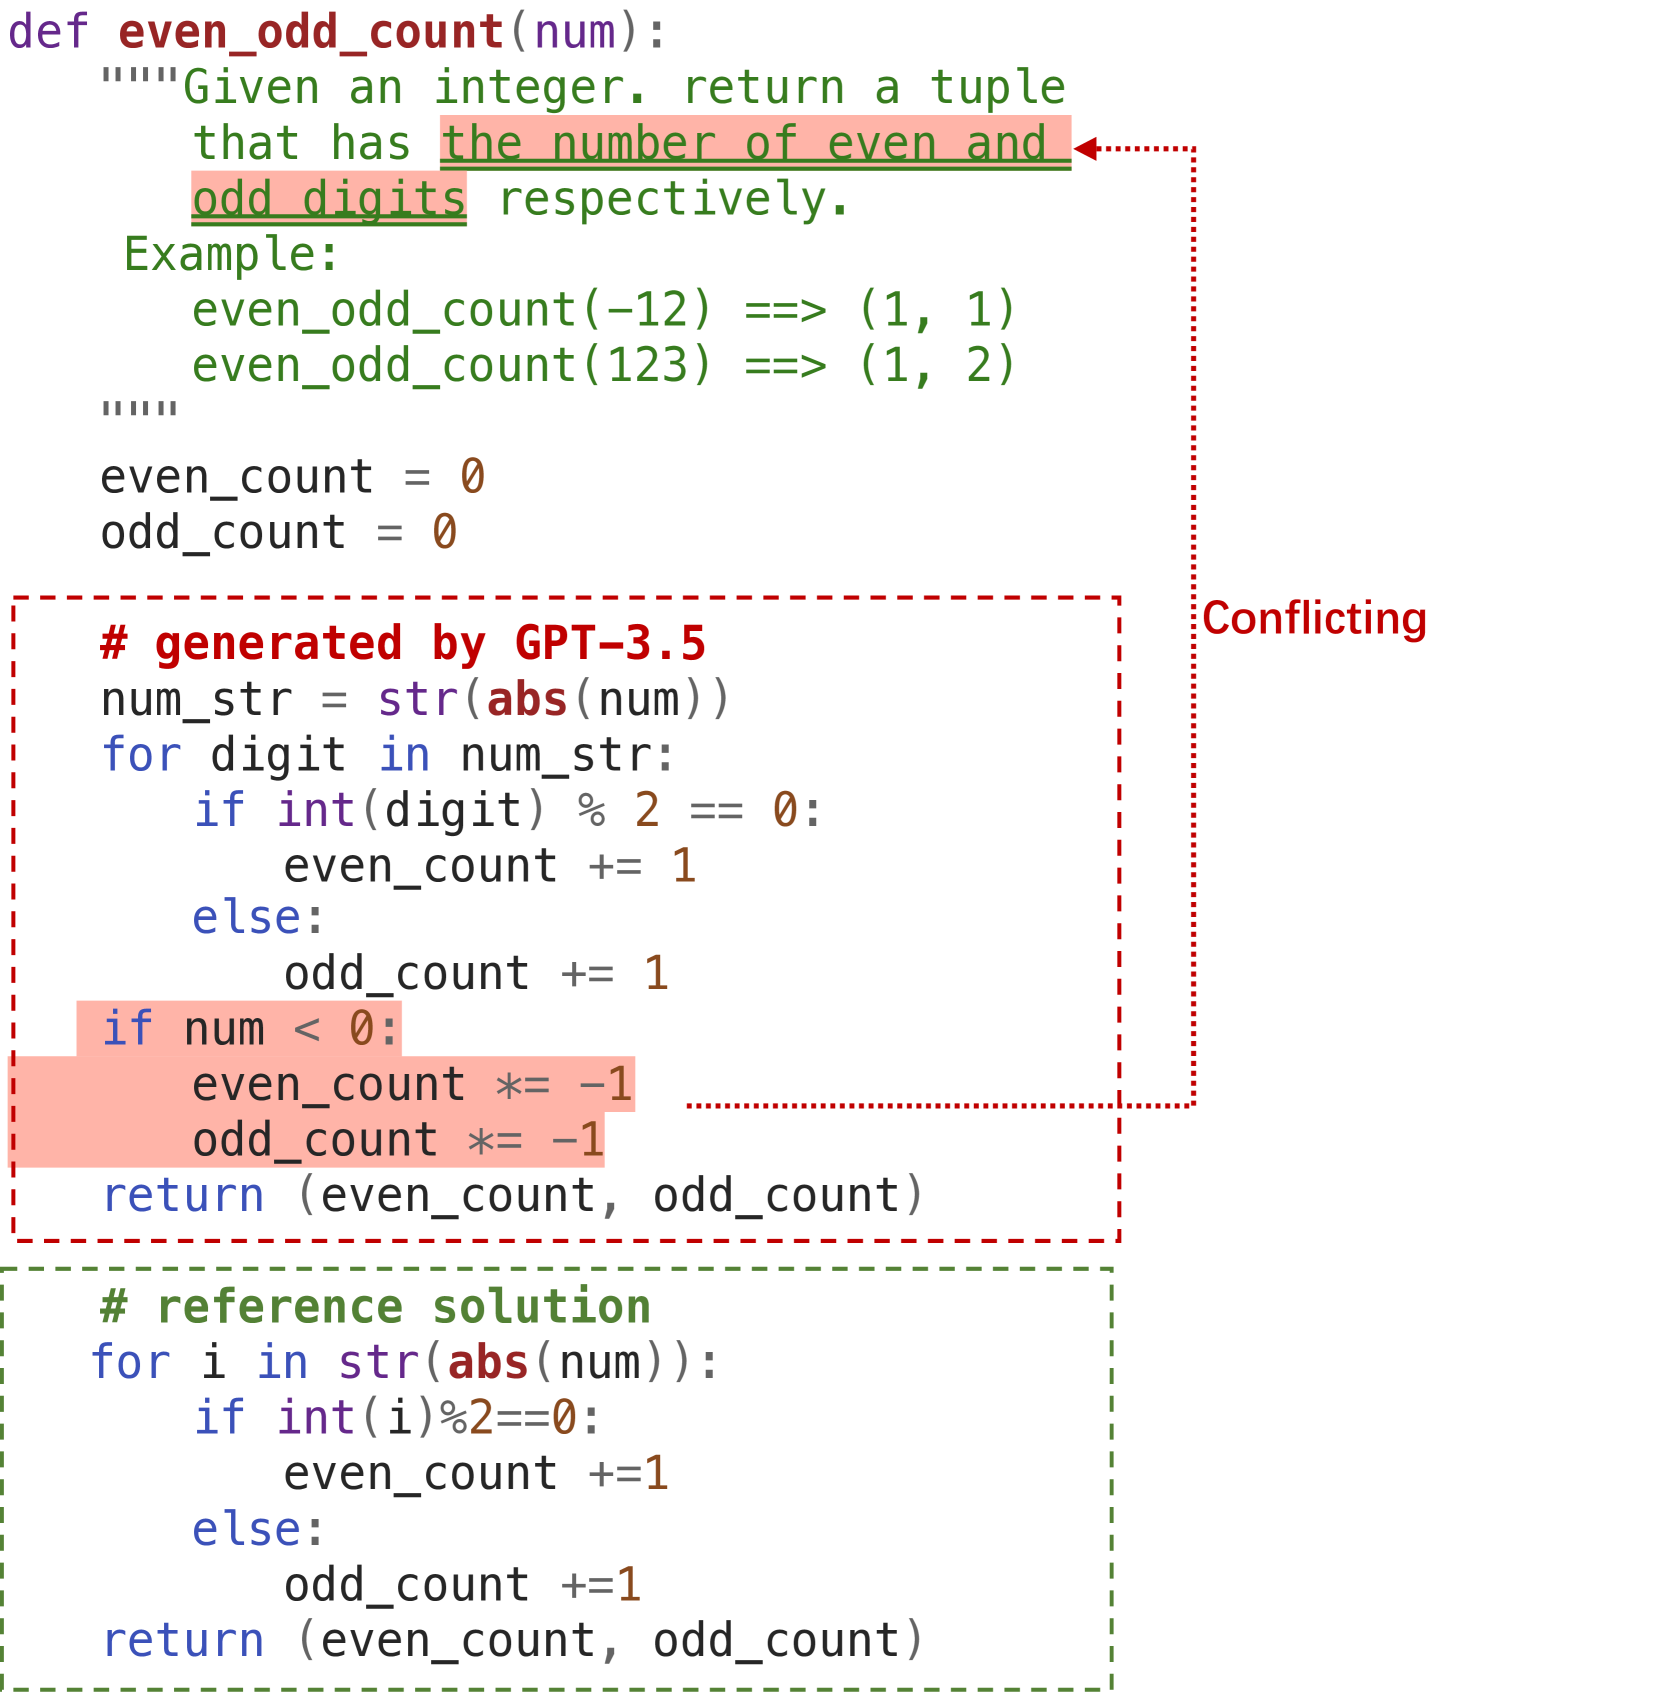 def even_odd_count(num):
    """Given an integer. return a tuple
        that has the number of even and
        odd digits respectively.
     Example:
        even_odd_count(-12) ==> (1, 1)
        even_odd_count(123) ==> (1, 2)
    """
    even_count = 0
    odd_count = 0
Conflicting
    # generated by GPT-3.5
    num_str = str(abs(num))
    for digit in num_str:
        if int(digit) % 2 == 0:
            even_count += 1
        else:
            odd_count += 1
    if num < 0:
        even_count *= -1
        odd_count *= -1
    return (even_count, odd_count)
    # reference solution
    for i in str(abs(num)):
        if int(i)%2==0:
            even_count +=1
        else:
            odd_count +=1
    return (even_count, odd_count)